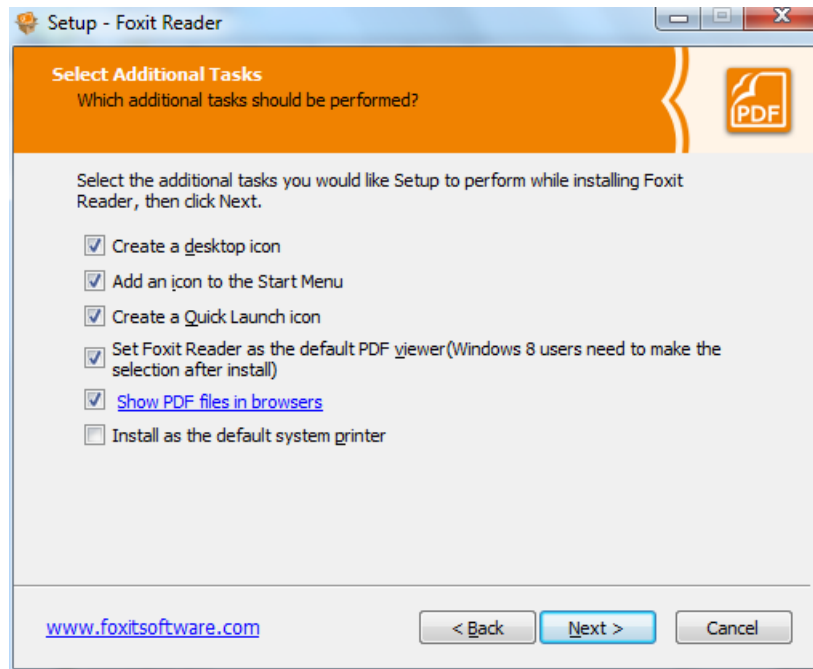 Setup - Foxit Reader
Select Additional Tasks
Which additional tasks should be performed?
PDF
Select the additional tasks you would like Setup to perform while installing Foxit
Reader, then click Next.
Create a desktop icon
Add an icon to the Start Menu
Create a Quick Launch icon
Set Foxit Reader as the default PDF viewer(Windows 8 users need to make the
selection after install)
Show PDF files in browsers
Install as the default system printer
www.foxitsoftware.com
< Back
Next >
Cancel